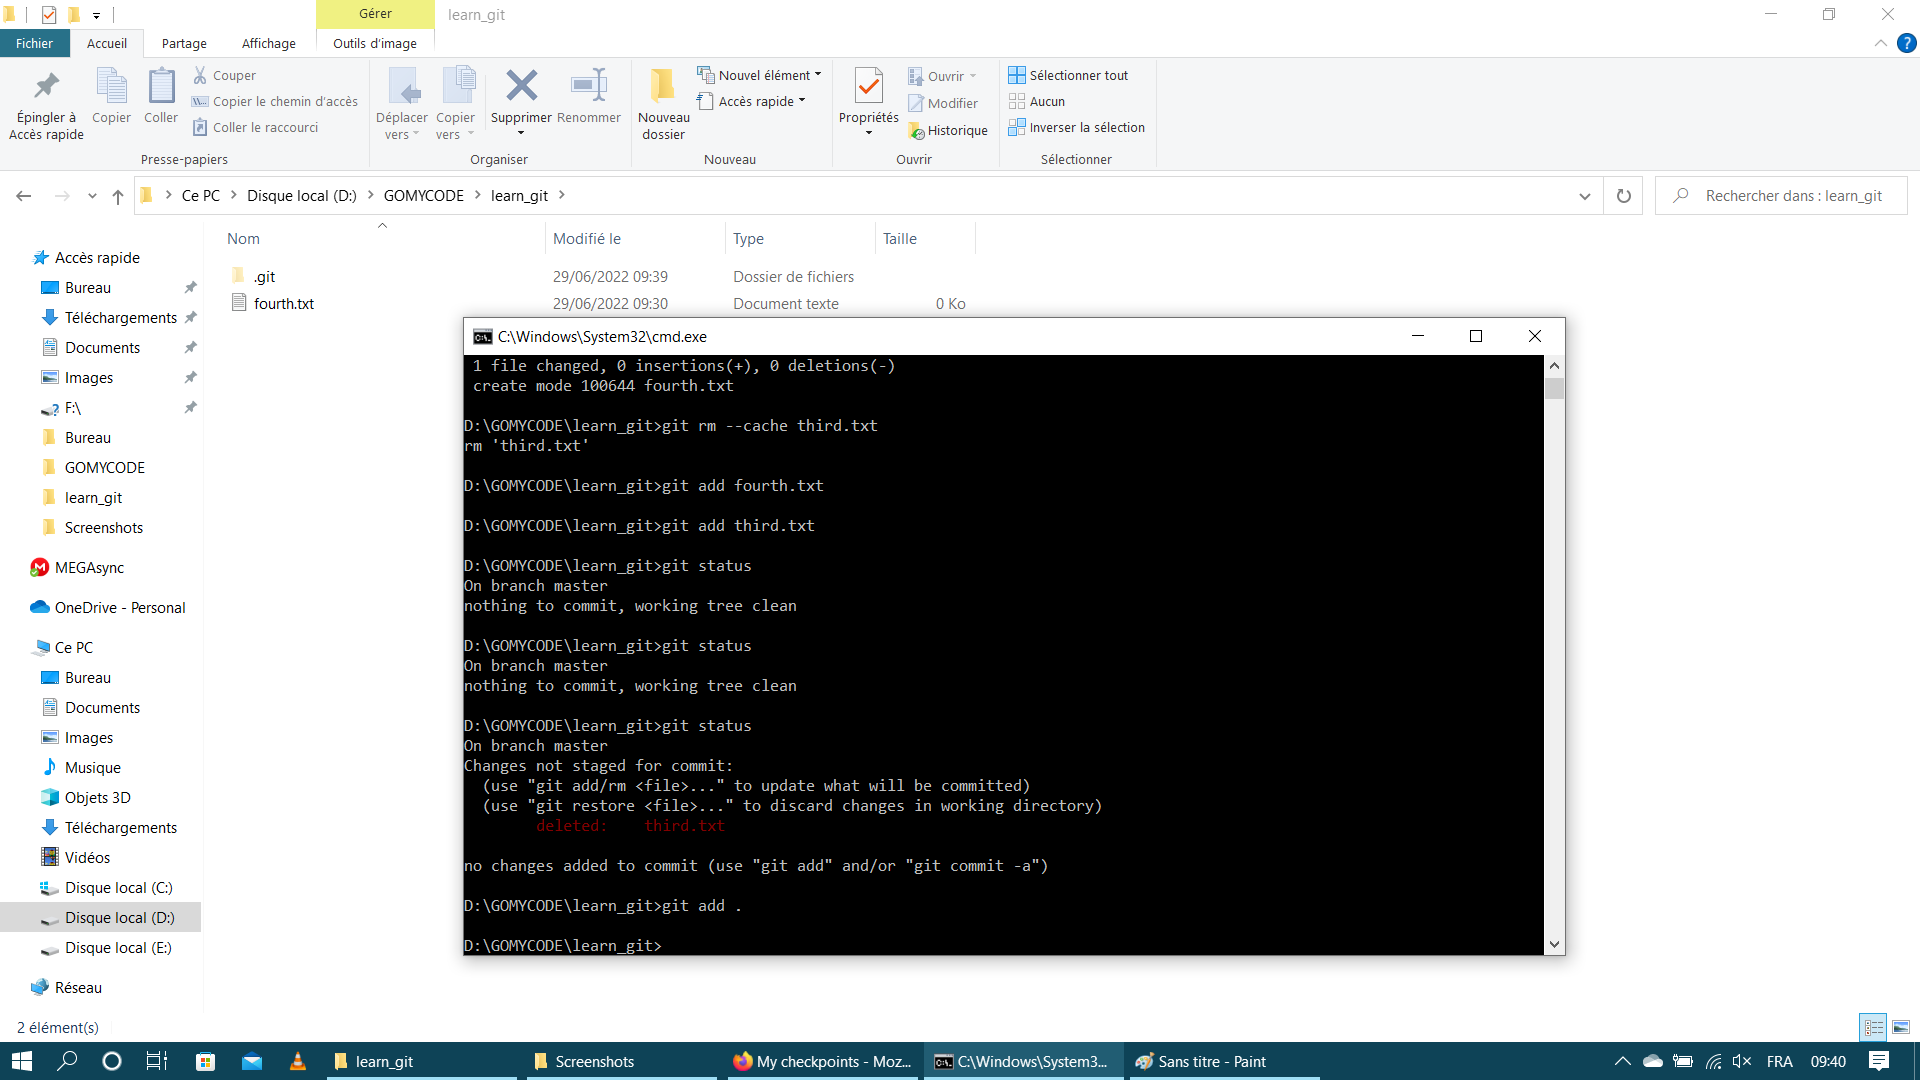 Gérer
learn_git
Fichier
Accueil
Partage
Affichage
Outils d'image
Épingler à Accès rapide
Copier
Coller
Couper
Copier le chemin d'accès
Coller le raccourci
Presse-papiers
Déplacer vers
Copier vers
Supprimer
Renommer
Organiser
Nouveau dossier
Nouvel élément
Accès rapide
Nouveau
Propriétés
Ouvrir
Modifier
Historique
Ouvrir
Sélectionner tout
Aucun
Inverser la sélection
Sélectionner
Ce PC > Disque local (D:) > GOMYCODE > learn_git >
Rechercher dans : learn_git
Nom
Modifié le
Type
Taille
.git 29/06/2022 09:39 Dossier de fichiers
fourth.txt 29/06/2022 09:30 Document texte 0 Ko
Accès rapide
Bureau
Téléchargements
Documents
Images
F:\
Bureau
GOMYCODE
learn_git
Screenshots
MEGAsync
OneDrive - Personal
Ce PC
Bureau
Documents
Images
Musique
Objets 3D
Téléchargements
Vidéos
Disque local (C:)
Disque local (D:)
Disque local (E:)
Réseau
2 élément(s)
C:\Windows\System32\cmd.exe
1 file changed, 0 insertions(+), 0 deletions(-)
create mode 100644 fourth.txt
D:\GOMYCODE\learn_git>git rm --cache third.txt
rm 'third.txt'
D:\GOMYCODE\learn_git>git add fourth.txt
D:\GOMYCODE\learn_git>git add third.txt
D:\GOMYCODE\learn_git>git status
On branch master
nothing to commit, working tree clean
D:\GOMYCODE\learn_git>git status
On branch master
nothing to commit, working tree clean
D:\GOMYCODE\learn_git>git status
On branch master
Changes not staged for commit:
(use "git add/rm <file>..." to update what will be committed)
(use "git restore <file>..." to discard changes in working directory)
deleted: third.txt
no changes added to commit (use "git add" and/or "git commit -a")
D:\GOMYCODE\learn_git>git add .
D:\GOMYCODE\learn_git>
learn_git
Screenshots
My checkpoints - Moz...
C:\Windows\System3...
Sans titre - Paint
FRA
09:40